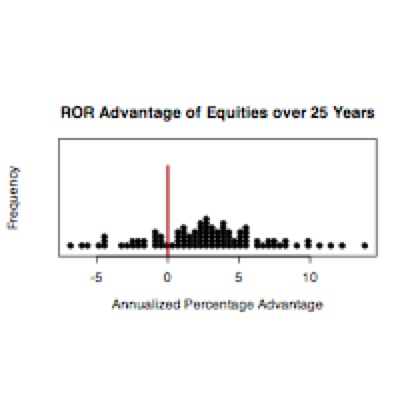 ROR Advantage of Equities over 25 Years
Frequency
-5 0 5 10
Annualized Percentage Advantage